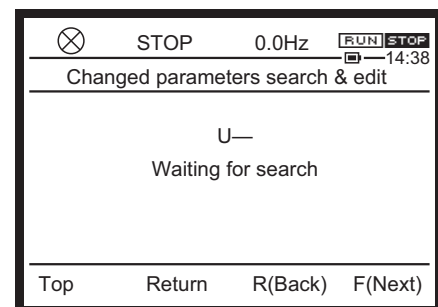 STOP 0.0Hz RUN STOP
14:38
Changed parameters search & edit
U—
Waiting for search
Top Return R(Back) F(Next)